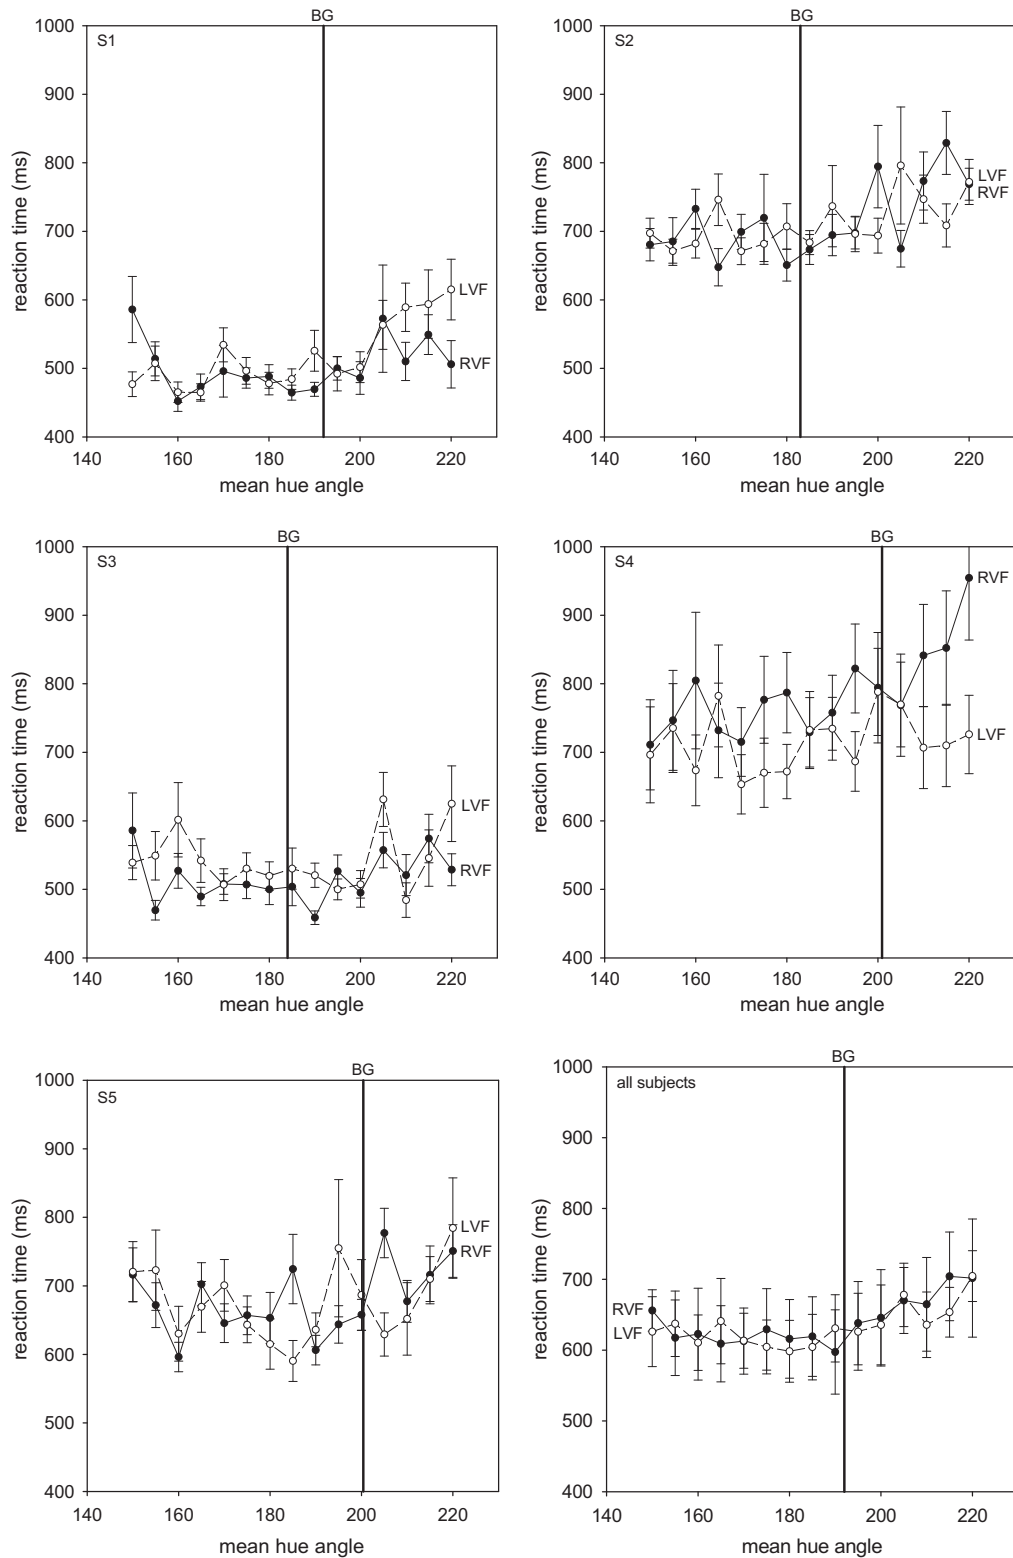 BG
BG
1000
S1
900
800
700
600
500
400
reaction time (ms)
LVF
RVF
140
160
180
200
220
mean hue angle
1000
S2
900
800
700
600
500
400
reaction time (ms)
LVF
RVF
140
160
180
200
220
mean hue angle
BG
BG
1000
S3
900
800
700
600
500
400
reaction time (ms)
LVF
RVF
140
160
180
200
220
mean hue angle
1000
S4
900
800
700
600
500
400
reaction time (ms)
RVF
LVF
140
160
180
200
220
mean hue angle
BG
BG
1000
S5
900
800
700
600
500
400
reaction time (ms)
LVF
RVF
140
160
180
200
220
mean hue angle
1000
all subjects
900
800
700
600
500
400
reaction time (ms)
RVF
LVF
140
160
180
200
220
mean hue angle